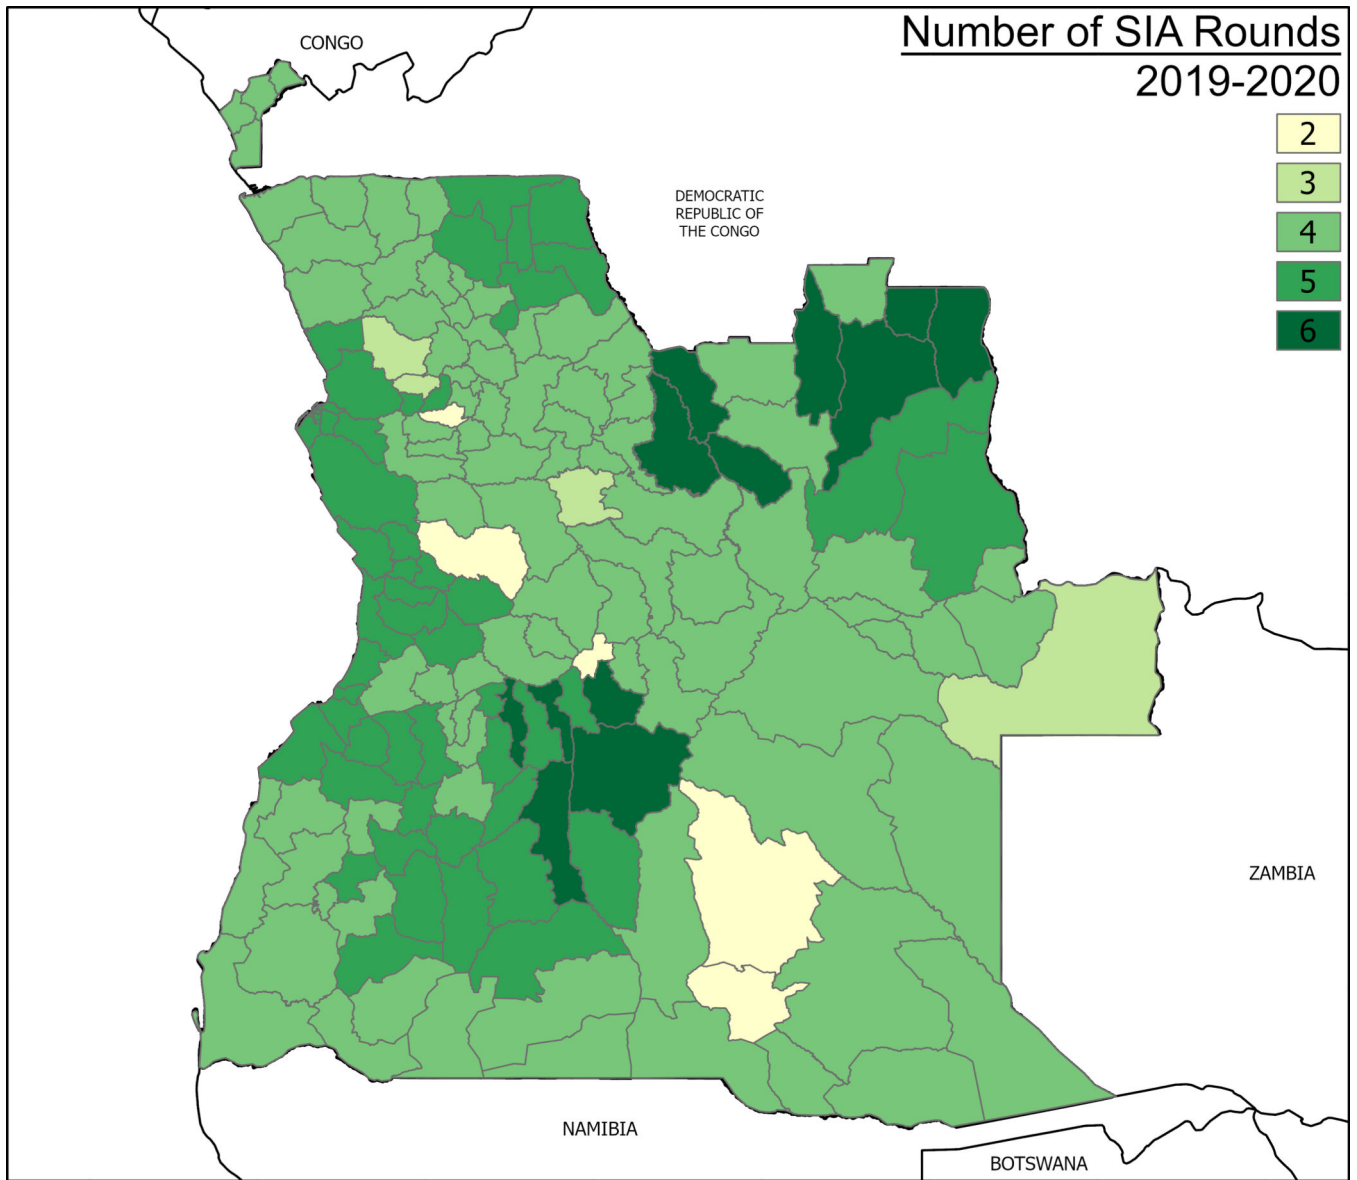 Number of SIA Rounds
2019-2020
2
3
4
5
6
CONGO
DEMOCRATIC
REPUBLIC OF
THE CONGO
ZAMBIA
NAMIBIA
BOTSWANA